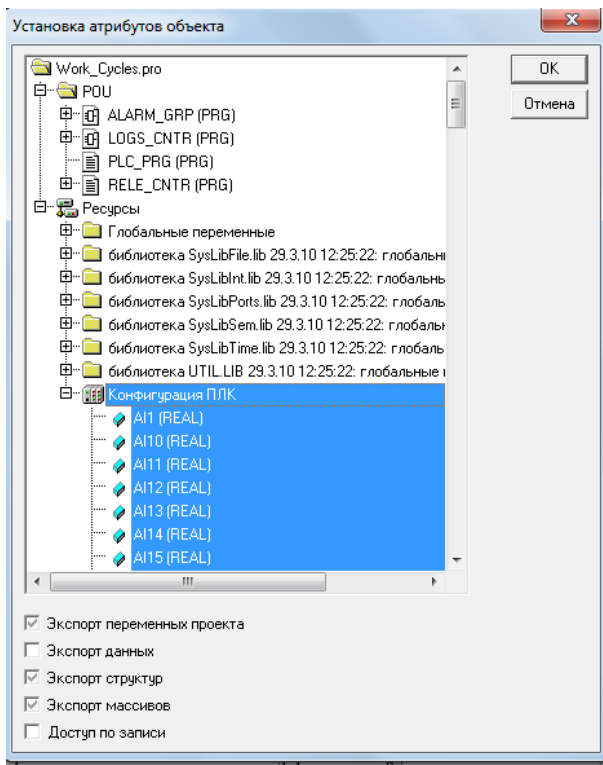 Установка атрибутов объекта
Work_Cycles.pro
OK
POU
Отмена
ALARM_GRP (PRG)
LOGS_CNTR (PRG)
PLC_PRG (PRG)
RELE_CNTR (PRG)
Ресурсы
Глобальные переменные
библиотека SysLibFile.lib 29.3.10 12:25:22: глобальн
библиотека SysLibInt.lib 29.3.10 12:25:22: глобальнь
библиотека SysLibPorts.lib 29.3.10 12:25:22: глобаль
библиотека SysLibSem.lib 29.3.10 12:25:22: глобальн
библиотека SysLibTime.lib 29.3.10 12:25:22: глобаль
библиотека UTIL.LIB 29.3.10 12:25:22: глобальные
Конфигурация ПЛК
AI1 (REAL)
AI10 (REAL)
AI11 (REAL)
AI12 (REAL)
AI13 (REAL)
AI14 (REAL)
AI15 (REAL)
Экспорт переменных проекта
Экспорт данных
Экспорт структур
Экспорт массивов
Доступ по записи